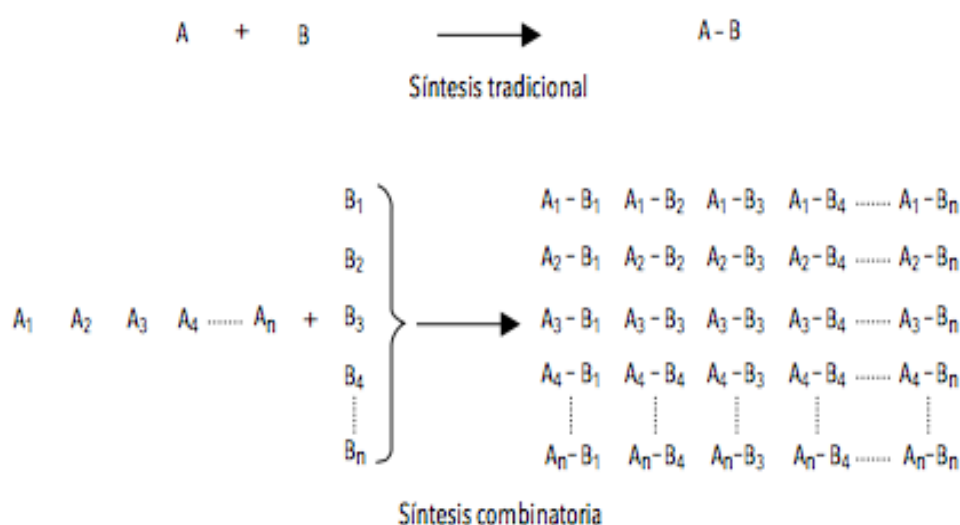 A + B A – B
Síntesis tradicional
B₁ A₁ – B₁ A₁ – B₂ A₁ – B₃ A₁ – B₄ ....... A₁ – Bₙ
B₂ A₂ – B₁ A₂ – B₂ A₂ – B₃ A₂ – B₄ ....... A₂ – Bₙ
A₁ A₂ A₃ A₄ ....... Aₙ + B₃ A₃ – B₁ A₃ – B₃ A₃ – B₃ A₃ – B₄ ....... A₃ – Bₙ
B₄ A₄ – B₁ A₄ – B₄ A₄ – B₃ A₄ – B₄ ....... A₄ – Bₙ
Bₙ Aₙ – B₁ Aₙ – B₄ Aₙ – B₃ Aₙ – B₄ ....... Aₙ – Bₙ
Síntesis combinatoria